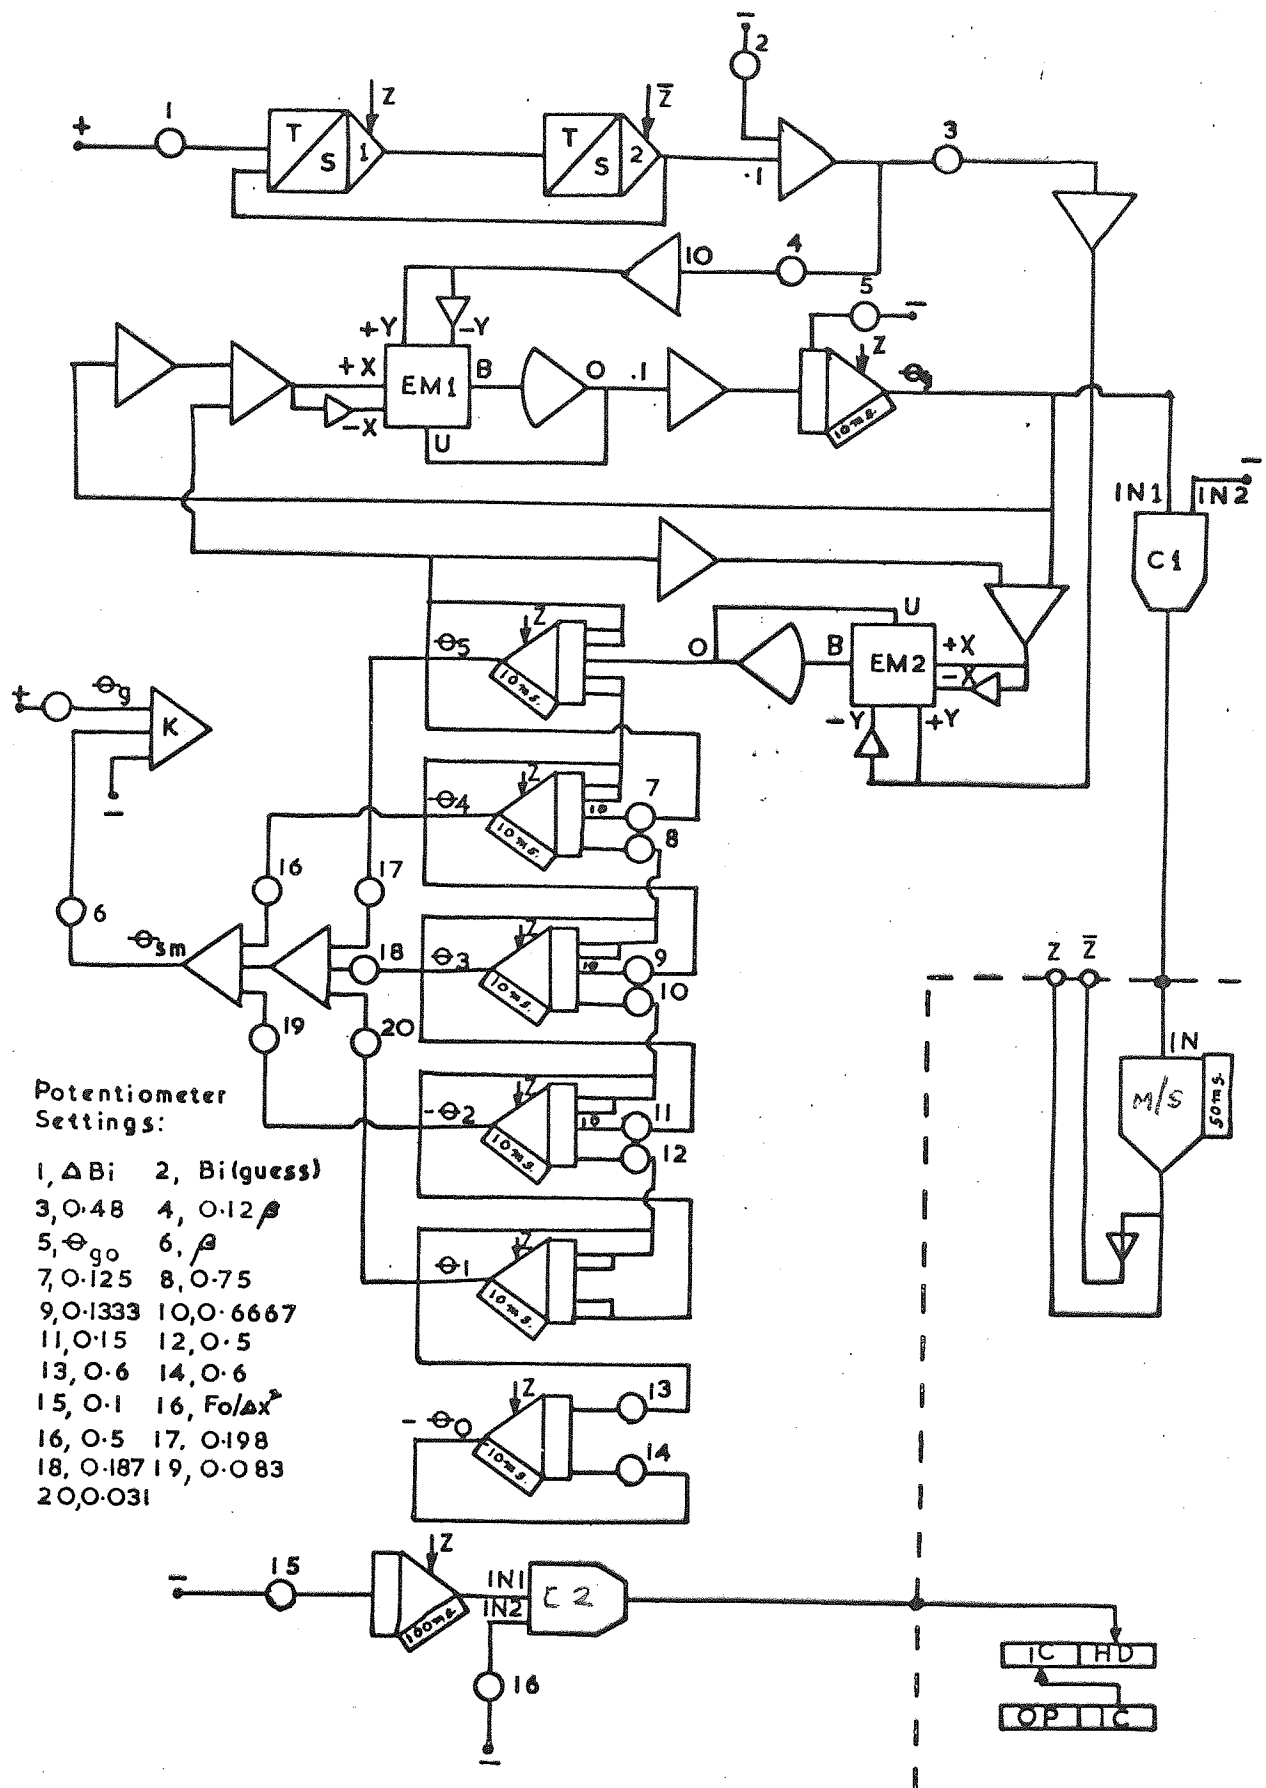 −
2
1
Z
Z̄
+
T
S
1
T
S
2
.1
3
10
4
5
−
+Y
−Y
Z
+X
EM1
B
O
.1
-θg
−X
U
10ms.
−
IN1
IN2
C1
U
Z
-θ5
O
B
EM2
+X
−X
10ms.
−Y
+Y
-θg
+
K
−
Z
-θ4
10
7
10ms.
8
16
17
6
-θsm
18
Z
-θ3
10
9
10ms.
10
Z
Z̄
19
20
IN
M/S
50ms.
Z
-θ2
10
11
10ms.
12
Potentiometer
Settings:
1, ΔBi 2, Bi(guess)
3, 0·48 4, 0·12β
5, θgo 6, β
7, 0·125 8, 0·75
9, 0·1333 10, 0·6667
11, 0·15 12, 0·5
13, 0·6 14, 0·6
15, 0·1 16, Fo/Δx²
16, 0·5 17, 0·198
18, 0·187 19, 0·083
20, 0·031
Z
-θ1
10ms.
Z
-θ0
13
10ms.
14
Z
15
−
IN1
IN2
C2
100ms.
16
−
IC HD
OP IC